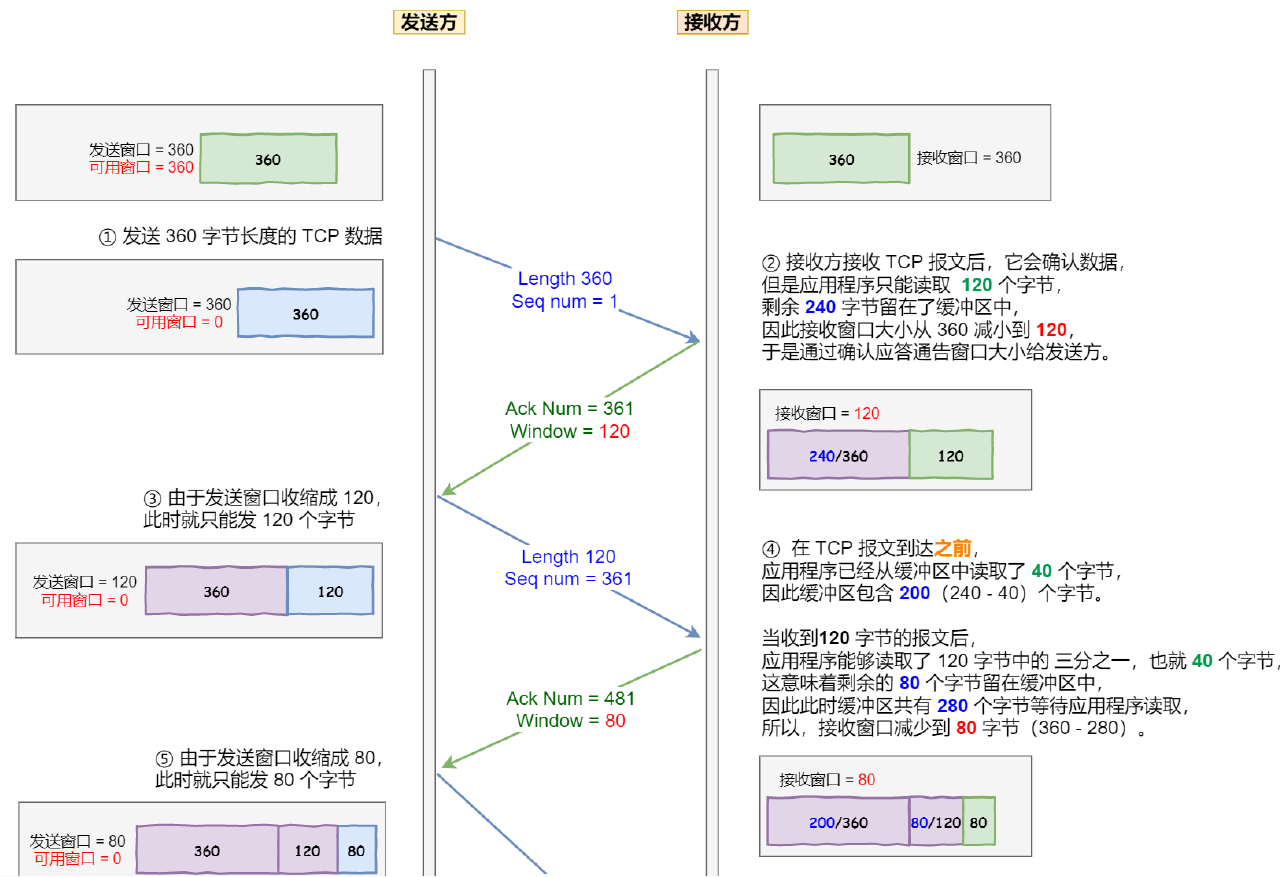 发送方
接收方
发送窗口 = 360
可用窗口 = 360
360
360
接收窗口 = 360
① 发送 360 字节长度的 TCP 数据
发送窗口 = 360
可用窗口 = 0
360
Length 360
Seq num = 1
② 接收方接收 TCP 报文后，它会确认数据，
但是应用程序只能读取 120 个字节，
剩余 240 字节留在了缓冲区中，
因此接收窗口大小从 360 减小到 120，
于是通过确认应答通告窗口大小给发送方。
Ack Num = 361
Window = 120
接收窗口 = 120
240/360
120
③ 由于发送窗口收缩成 120，
此时就只能发 120 个字节
发送窗口 = 120
可用窗口 = 0
360
120
Length 120
Seq num = 361
④ 在 TCP 报文到达之前，
应用程序已经从缓冲区中读取了 40 个字节，
因此缓冲区包含 200（240 - 40）个字节。
当收到120 字节的报文后，
应用程序能够读取了 120 字节中的 三分之一，也就 40 个字节，
这意味着剩余的 80 个字节留在缓冲区中，
因此此时缓冲区共有 280 个字节等待应用程序读取，
所以，接收窗口减少到 80 字节（360 - 280）。
Ack Num = 481
Window = 80
接收窗口 = 80
200/360
80/120
80
⑤ 由于发送窗口收缩成 80，
此时就只能发 80 个字节
发送窗口 = 80
可用窗口 = 0
360
120
80